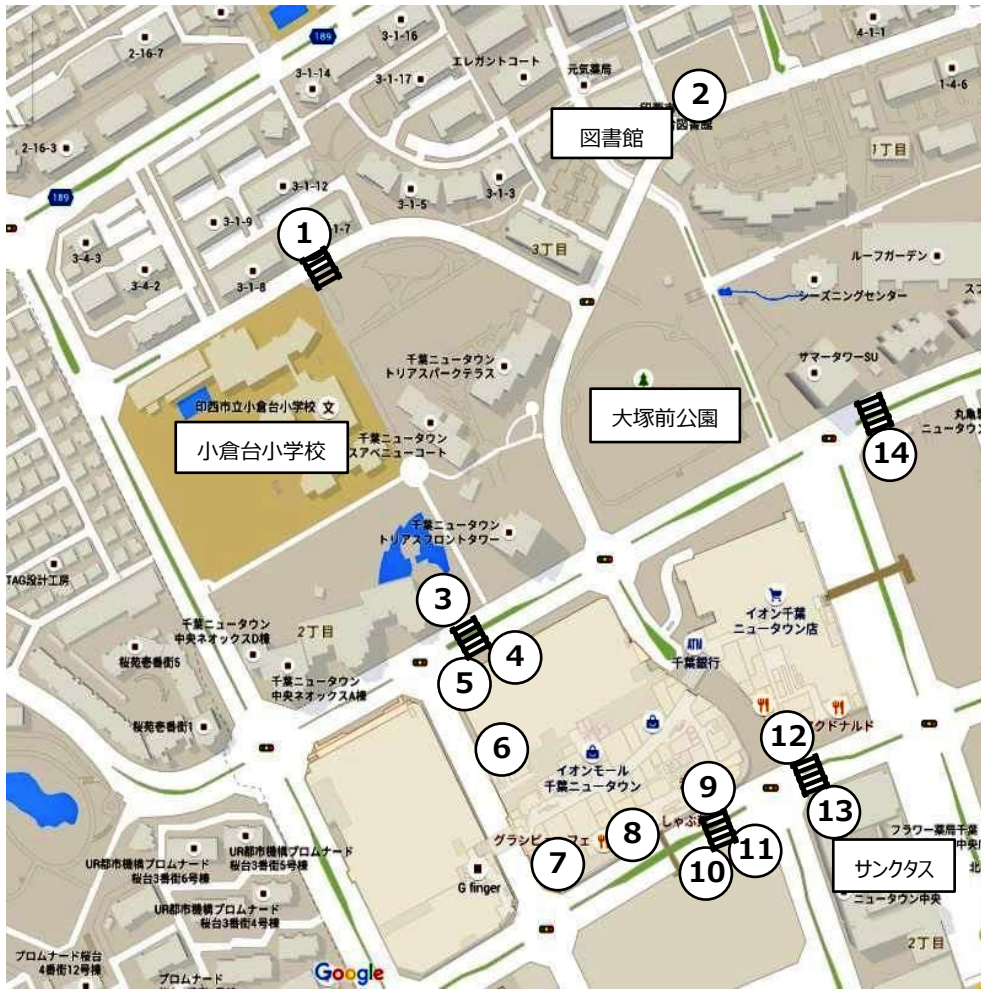 189
3-1-16
4-1-1
2-16-7
エレガントコート
3-1-14
3-1-17
元気薬局
2
1-4-6
図書館
1丁目
2-16-3
189
3-1-12
3-1-3
3-1-5
3-1-9
1
3-4-3
3丁目
ルーフガーデン
3-4-2
3-1-8
シーズニングセンター
千葉ニュータウン
トリアスパークテラス
サマータワーSU
印西市立小倉台小学校
文
大塚前公園
小倉台小学校
千葉ニュータウン
14
千葉ニュータウン
トリアスフロントタワー
TAG設計工房
イオン千葉
ニュータウン店
3
千葉ニュータウン
中央ネオックスD棟
2丁目
4
ATM
千葉銀行
桜苑壱番街5
5
千葉ニュータウン
中央ネオックスA棟
桜苑壱番街1
6
12
イオンモール
千葉ニュータウン
9
13
8
しゃぶ
フラワー薬局千葉
UR都市機構プロムナード
桜台3番街6号棟
UR都市機構プロムナード
桜台3番街5号棟
7
11
10
サンクタス
G finger
ニュータウン中央
UR都市機構プロムナード
桜台3番街4号棟
2丁目
プロムナード桜台
4番街12号棟
プロムナード
Google